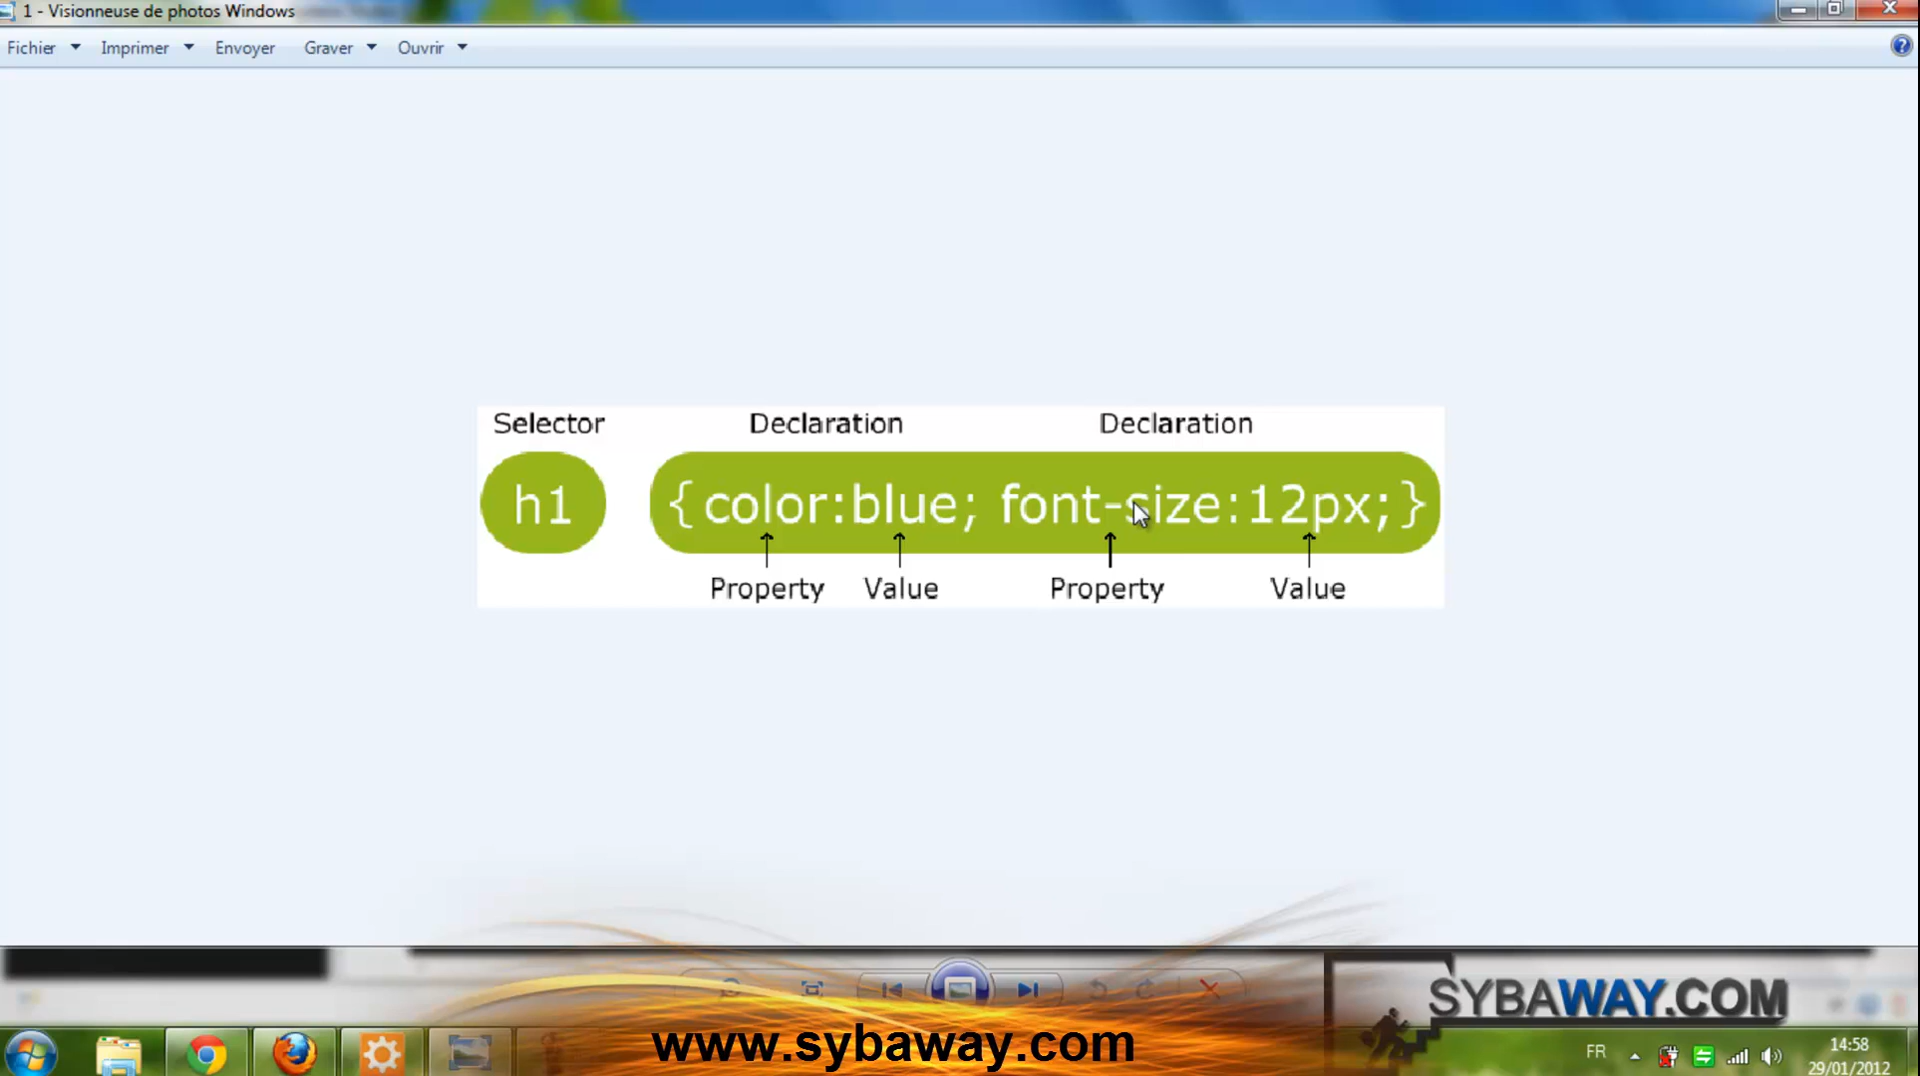 1 - Visionneuse de photos Windows
Fichier Imprimer Envoyer Graver Ouvrir
Selector Declaration Declaration
h1 {color:blue; font-size:12px;}
Property Value Property Value
SYBAWAY.COM
www.sybaway.com
FR 14:58
29/01/2012